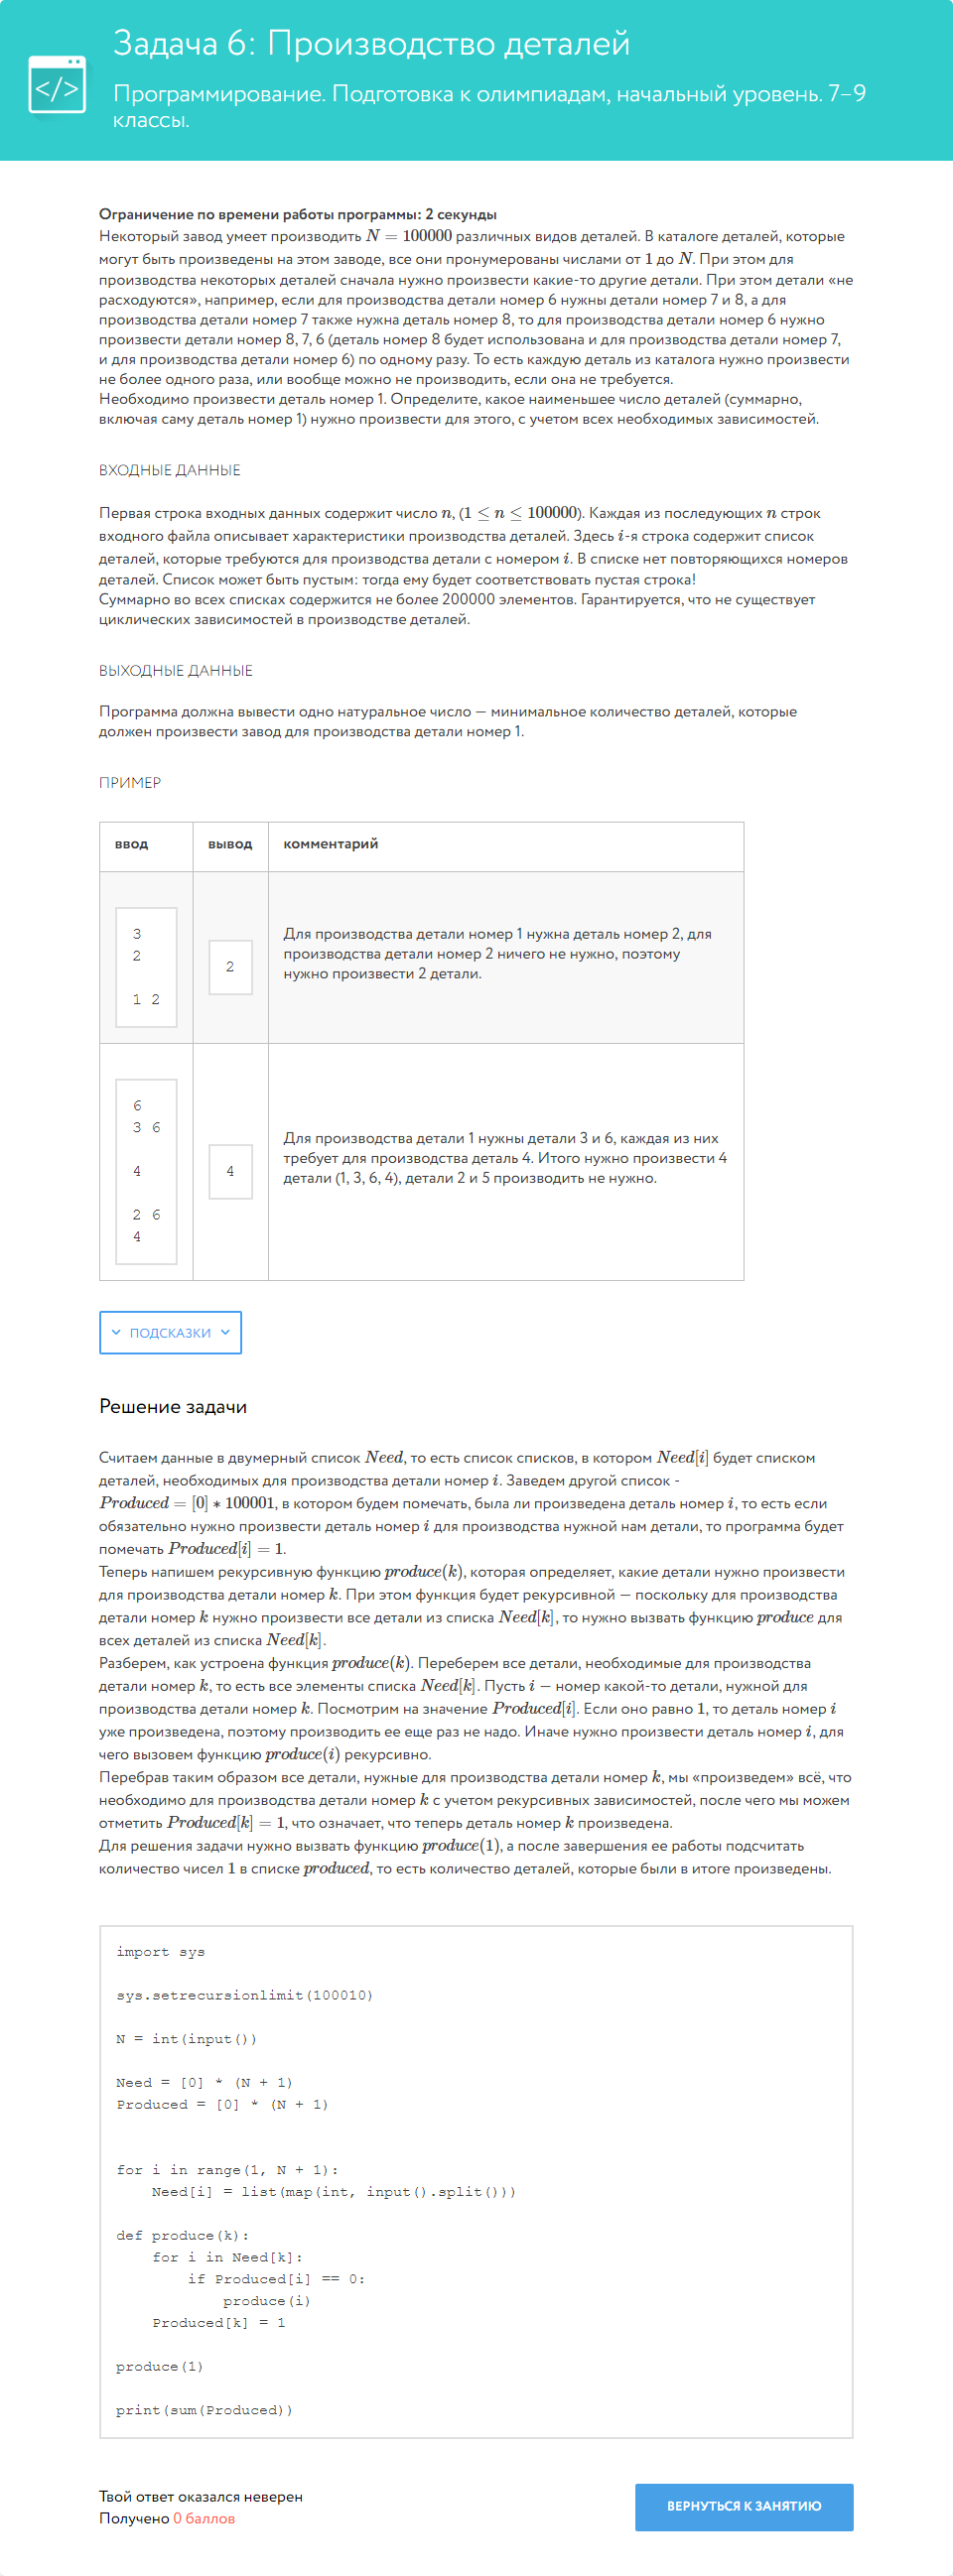 Задача 6: Производство деталей
</>
Программирование. Подготовка к олимпиадам, начальный уровень. 7–9
классы.
Ограничение по времени работы программы: 2 секунды
Некоторый завод умеет производить N = 100000 различных видов деталей. В каталоге деталей, которые
могут быть произведены на этом заводе, все они пронумерованы числами от 1 до N. При этом для
производства некоторых деталей сначала нужно произвести какие-то другие детали. При этом детали «не
расходуются», например, если для производства детали номер 6 нужны детали номер 7 и 8, а для
производства детали номер 7 также нужна деталь номер 8, то для производства детали номер 6 нужно
произвести детали номер 8, 7, 6 (деталь номер 8 будет использована и для производства детали номер 7,
и для производства детали номер 6) по одному разу. То есть каждую деталь из каталога нужно произвести
не более одного раза, или вообще можно не производить, если она не требуется.
Необходимо произвести деталь номер 1. Определите, какое наименьшее число деталей (суммарно,
включая саму деталь номер 1) нужно произвести для этого, с учетом всех необходимых зависимостей.
ВХОДНЫЕ ДАННЫЕ
Первая строка входных данных содержит число n, (1 ≤ n ≤ 100000). Каждая из последующих n строк
входного файла описывает характеристики производства деталей. Здесь i-я строка содержит список
деталей, которые требуются для производства детали с номером i. В списке нет повторяющихся номеров
деталей. Список может быть пустым: тогда ему будет соответствовать пустая строка!
Суммарно во всех списках содержится не более 200000 элементов. Гарантируется, что не существует
циклических зависимостей в производстве деталей.
ВЫХОДНЫЕ ДАННЫЕ
Программа должна вывести одно натуральное число — минимальное количество деталей, которые
должен произвести завод для производства детали номер 1.
ПРИМЕР
ввод вывод комментарий
3
2

1 2
2
Для производства детали номер 1 нужна деталь номер 2, для
производства детали номер 2 ничего не нужно, поэтому
нужно произвести 2 детали.
6
3 6

4

2 6
4
4
Для производства детали 1 нужны детали 3 и 6, каждая из них
требует для производства деталь 4. Итого нужно произвести 4
детали (1, 3, 6, 4), детали 2 и 5 производить не нужно.
ПОДСКАЗКИ
Решение задачи
Считаем данные в двумерный список Need, то есть список списков, в котором Need[i] будет списком
деталей, необходимых для производства детали номер i. Заведем другой список -
Produced = [0] ∗ 100001, в котором будем помечать, была ли произведена деталь номер i, то есть если
обязательно нужно произвести деталь номер i для производства нужной нам детали, то программа будет
помечать Produced[i] = 1.
Теперь напишем рекурсивную функцию produce(k), которая определяет, какие детали нужно произвести
для производства детали номер k. При этом функция будет рекурсивной — поскольку для производства
детали номер k нужно произвести все детали из списка Need[k], то нужно вызвать функцию produce для
всех деталей из списка Need[k].
Разберем, как устроена функция produce(k). Переберем все детали, необходимые для производства
детали номер k, то есть все элементы списка Need[k]. Пусть i — номер какой-то детали, нужной для
производства детали номер k. Посмотрим на значение Produced[i]. Если оно равно 1, то деталь номер i
уже произведена, поэтому производить ее еще раз не надо. Иначе нужно произвести деталь номер i, для
чего вызовем функцию produce(i) рекурсивно.
Перебрав таким образом все детали, нужные для производства детали номер k, мы «произведем» всё, что
необходимо для производства детали номер k с учетом рекурсивных зависимостей, после чего мы можем
отметить Produced[k] = 1, что означает, что теперь деталь номер k произведена.
Для решения задачи нужно вызвать функцию produce(1), а после завершения ее работы подсчитать
количество чисел 1 в списке produced, то есть количество деталей, которые были в итоге произведены.
import sys
sys.setrecursionlimit(100010)
N = int(input())
Need = [0] * (N + 1)
Produced = [0] * (N + 1)
for i in range(1, N + 1):
    Need[i] = list(map(int, input().split()))
def produce(k):
    for i in Need[k]:
        if Produced[i] == 0:
            produce(i)
    Produced[k] = 1
produce(1)
print(sum(Produced))
Твой ответ оказался неверен
Получено 0 баллов
ВЕРНУТЬСЯ К ЗАНЯТИЮ